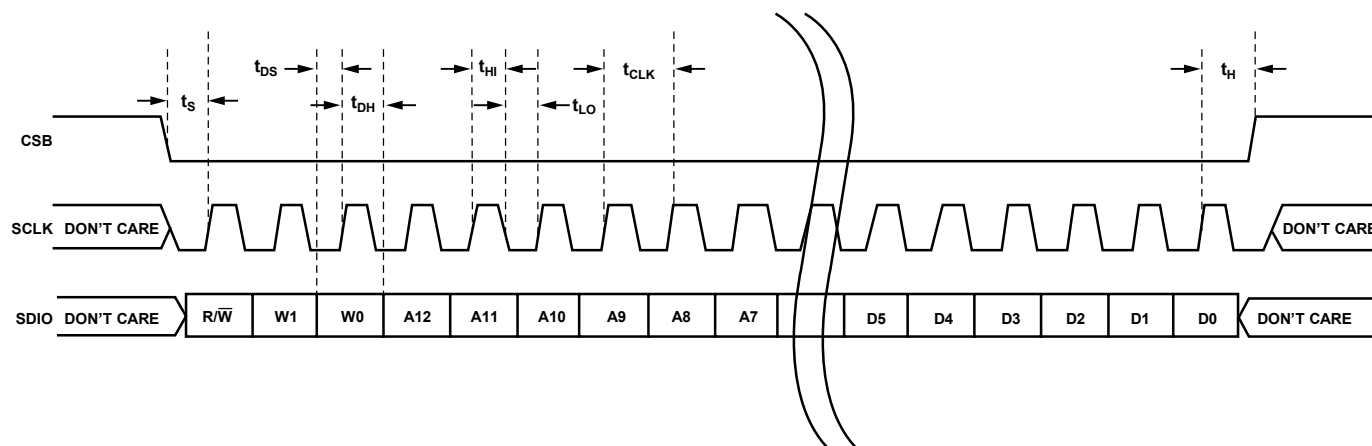 tDS tHI tCLK tH
tS tDH tLO
CSB
SCLK DON'T CARE DON'T CARE
SDIO DON'T CARE R/W̅ W1 W0 A12 A11 A10 A9 A8 A7 D5 D4 D3 D2 D1 D0 DON'T CARE